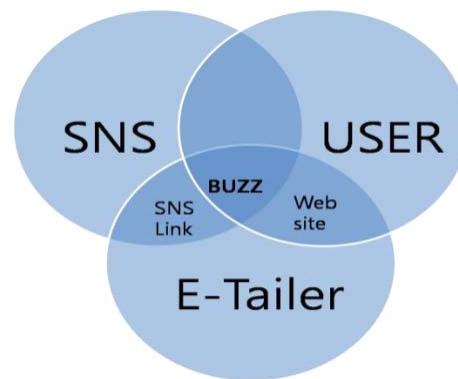 SNS
USER
BUZZ
SNS
Link
Web
site
E-Tailer